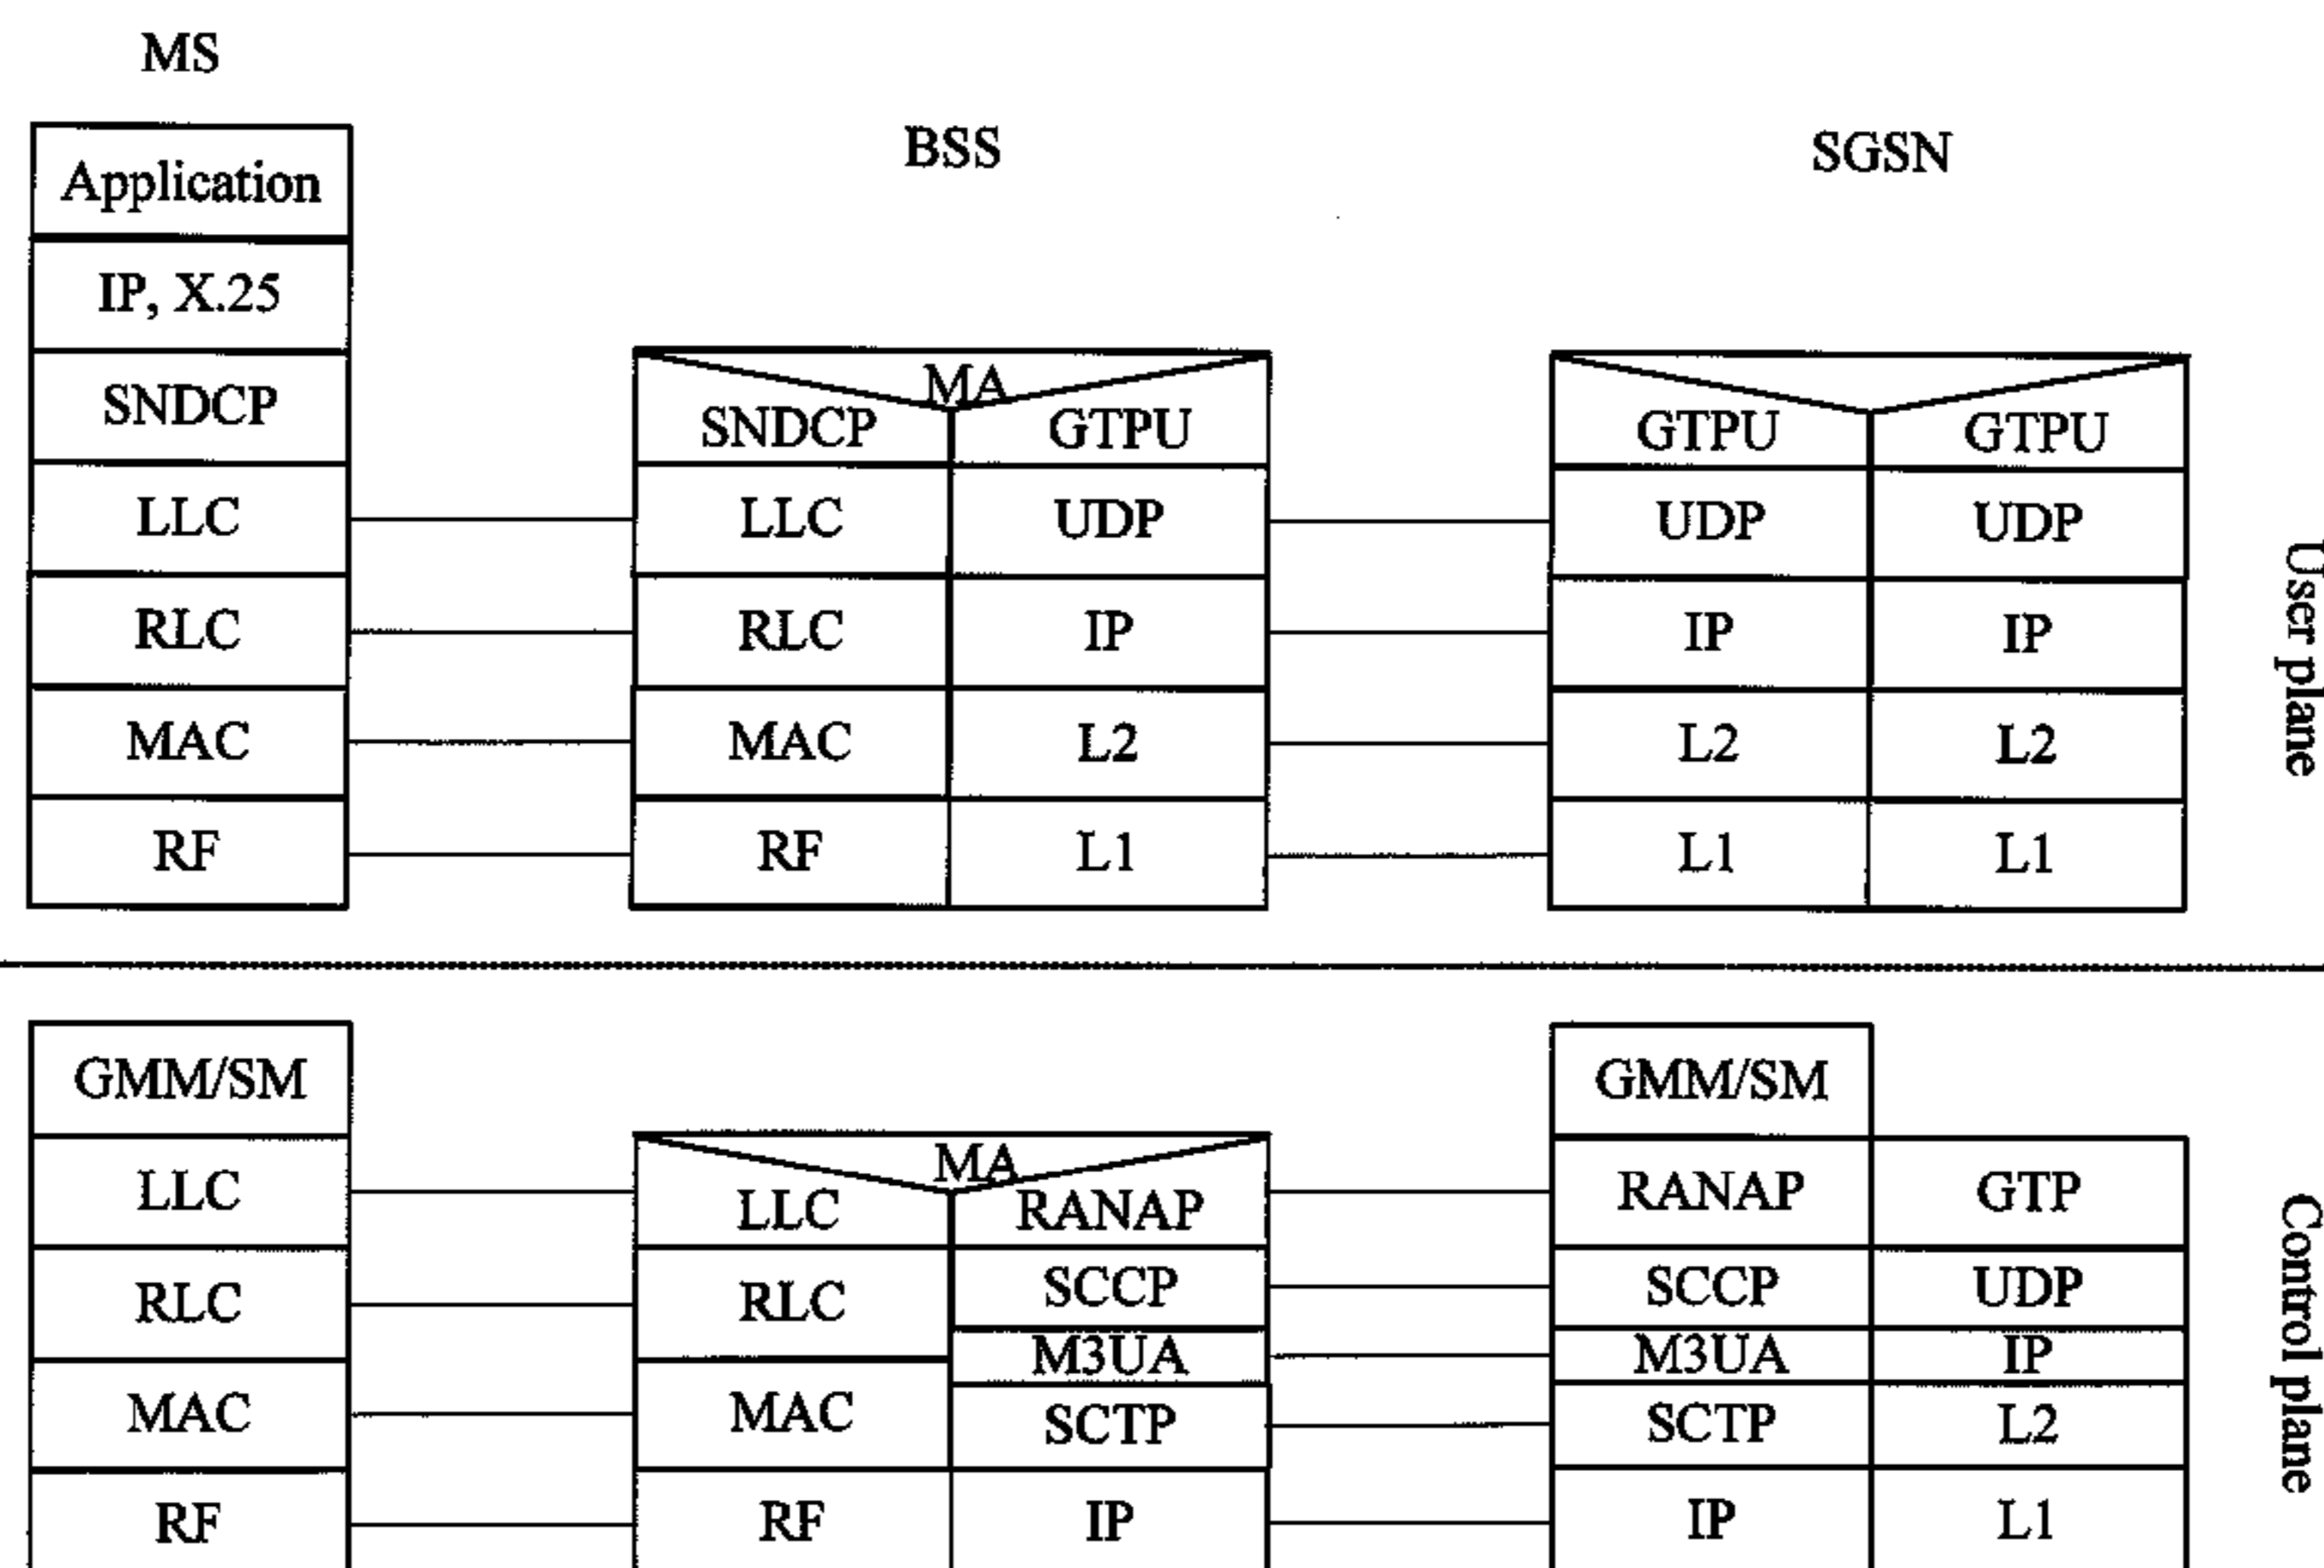 MS
BSS
SGSN
Application
IP, X.25
SNDCP
MA
SNDCP GTPU
GTPU GTPU
LLC
LLC UDP
UDP UDP
RLC
RLC IP
IP IP
MAC
MAC L2
L2 L2
RF
RF L1
L1 L1
User plane
GMM/SM
GMM/SM
LLC
MA
LLC RANAP
RANAP GTP
RLC
RLC SCCP
SCCP UDP
M3UA
M3UA IP
MAC
MAC SCTP
SCTP L2
RF
RF IP
IP L1
Control plane